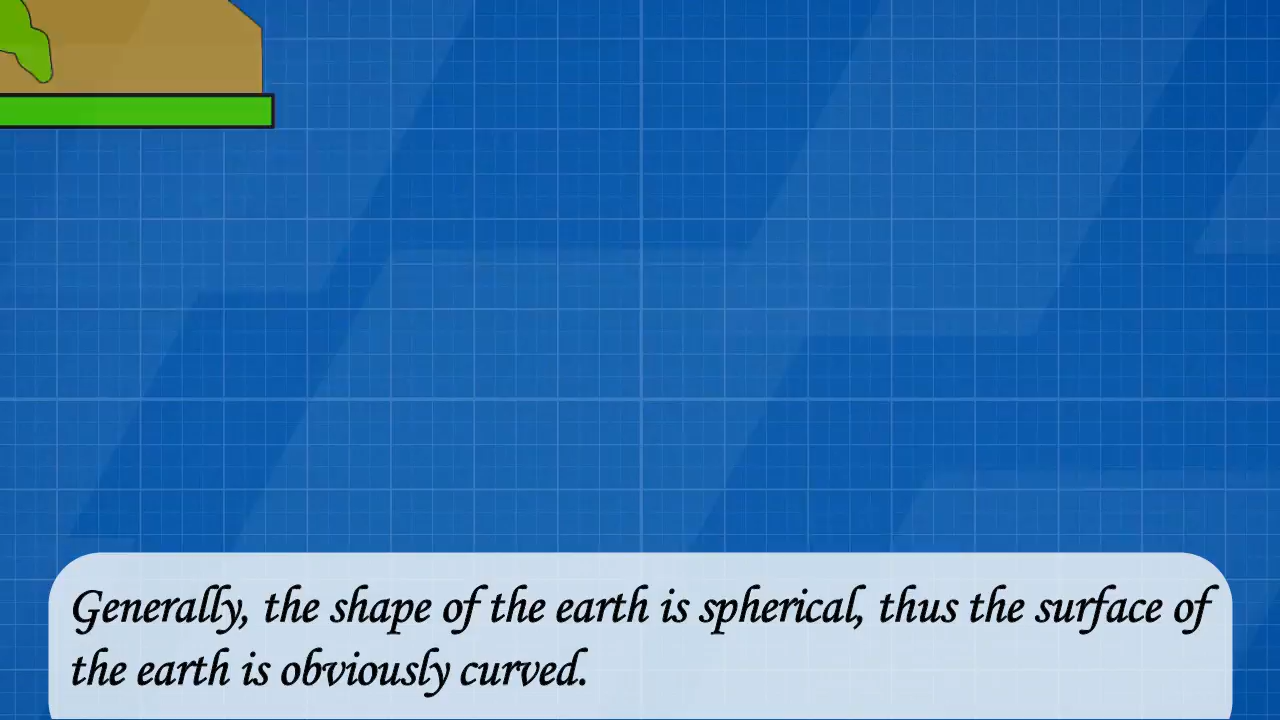 Generally, the shape of the earth is spherical, thus the surface of
the earth is obviously curved.